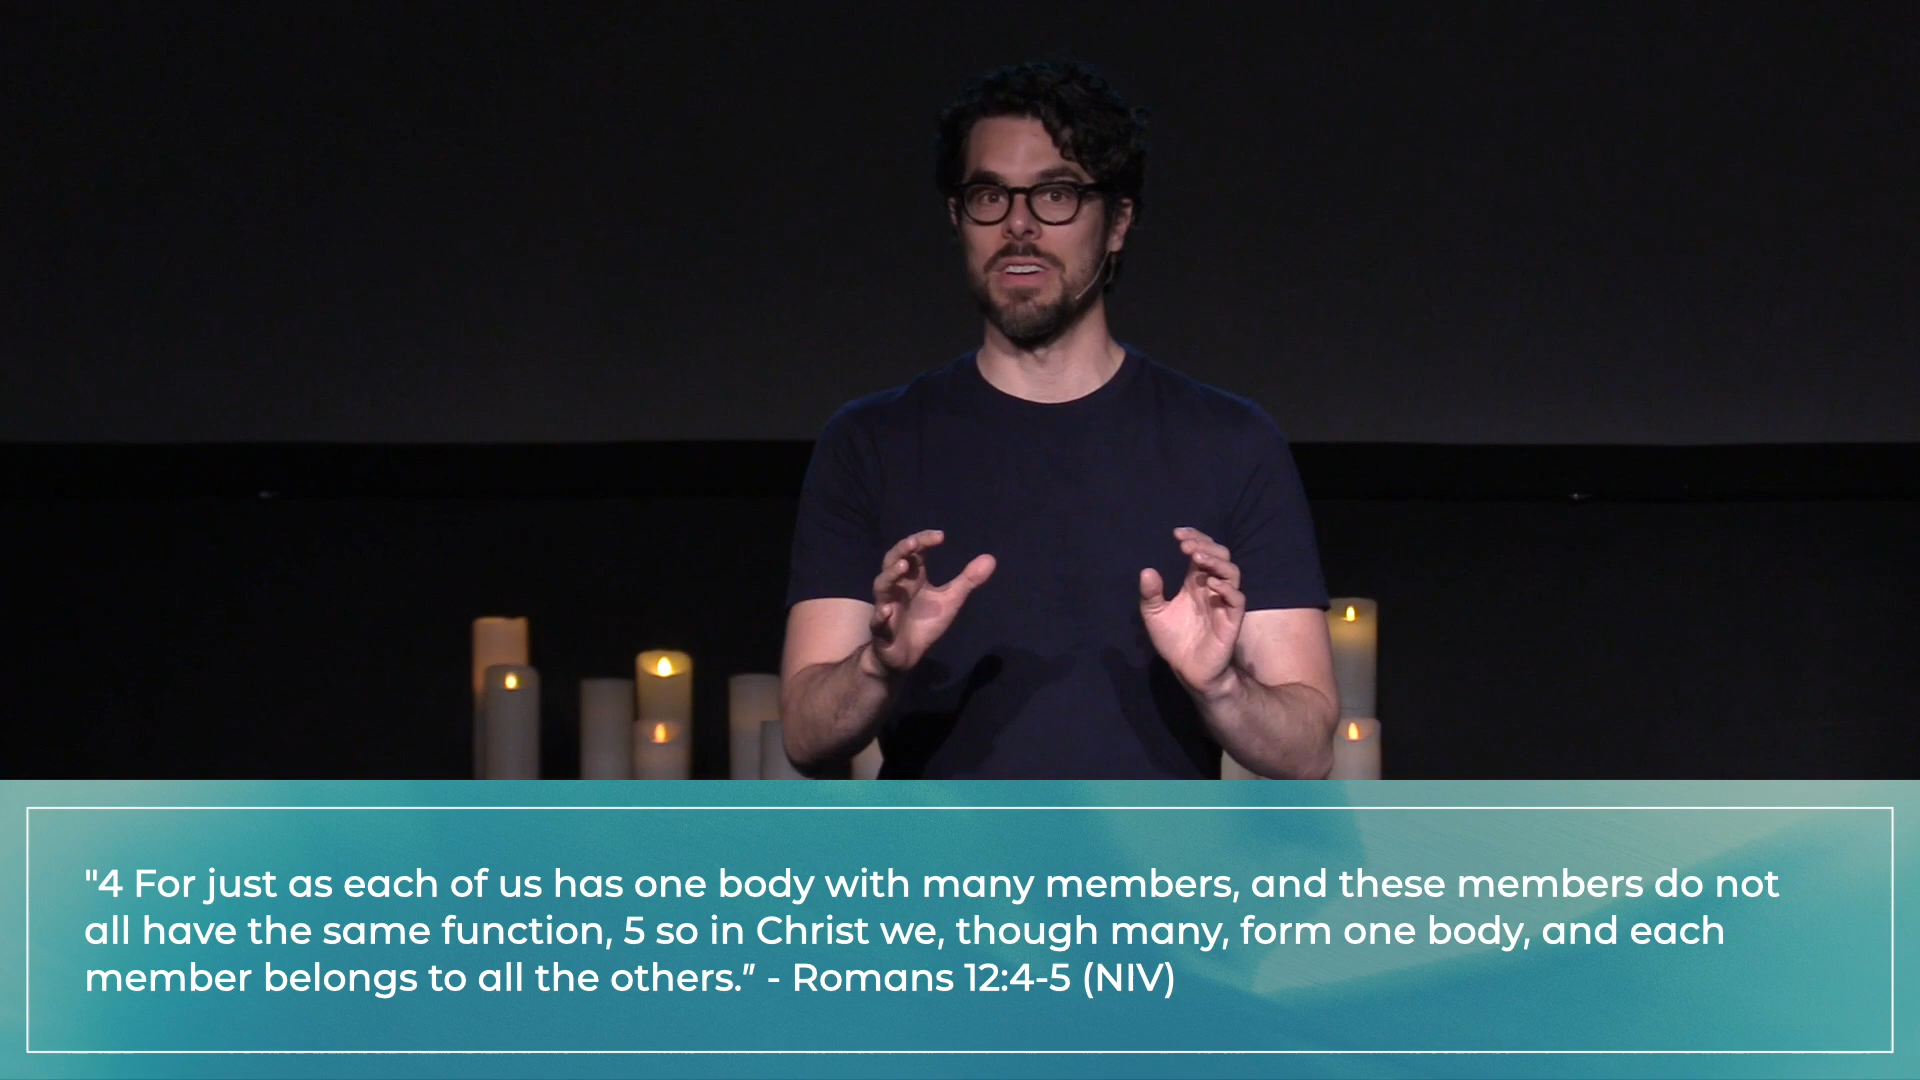 "4 For just as each of us has one body with many members, and these members do not
all have the same function, 5 so in Christ we, though many, form one body, and each
member belongs to all the others.” - Romans 12:4-5 (NIV)